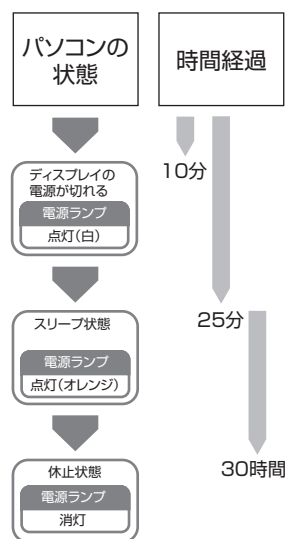 パソコンの
状態
時間経過
10分
ディスプレイの
電源が切れる
電源ランプ
点灯(白)
25分
スリープ状態
電源ランプ
点灯(オレンジ)
30時間
休止状態
電源ランプ
消灯